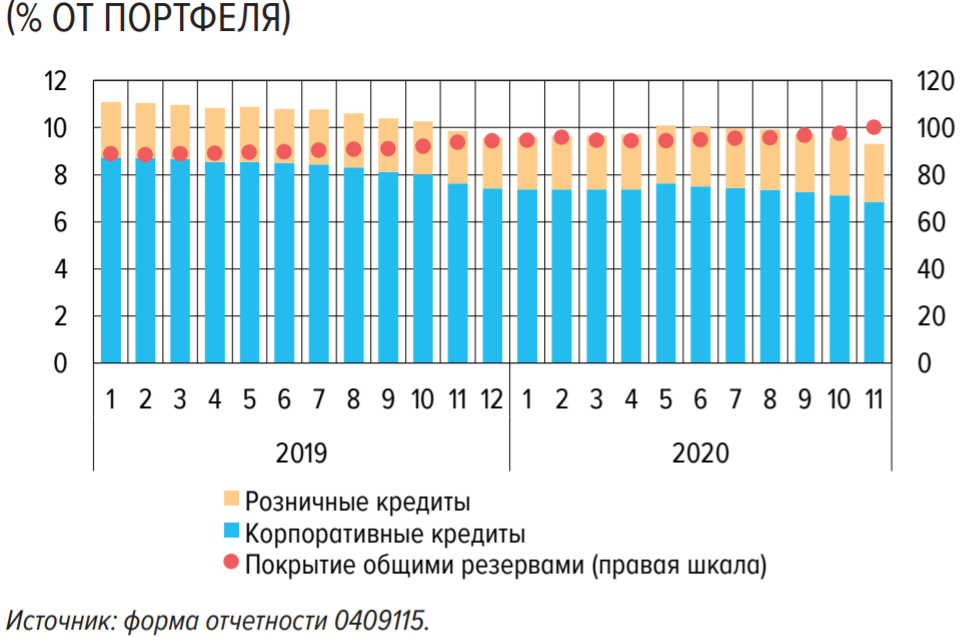 (% ОТ ПОРТФЕЛЯ)
12 120
10 100
8 80
6 60
4 40
2 20
0 0
1 2 3 4 5 6 7 8 9 10 11 12 1 2 3 4 5 6 7 8 9 10 11
2019 2020
Розничные кредиты
Корпоративные кредиты
Покрытие общими резервами (правая шкала)
Источник: форма отчетности 0409115.